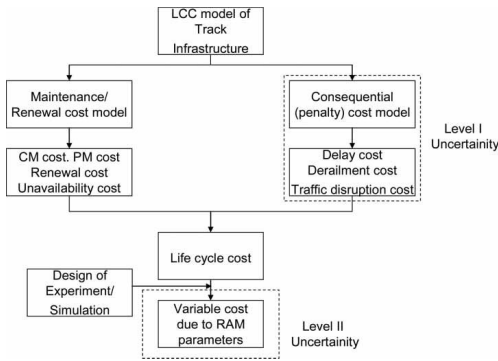 LCC model of
Track
Infrastructure
Maintenance/
Renewal cost model
Consequential
(penalty) cost model
Level I
Uncertainity
CM cost. PM cost
Renewal cost
Unavailability cost
Delay cost
Derailment cost
Traffic disruption cost
Life cycle cost
Design of
Experiment/
Simulation
Variable cost
due to RAM
parameters
Level II
Uncertainity